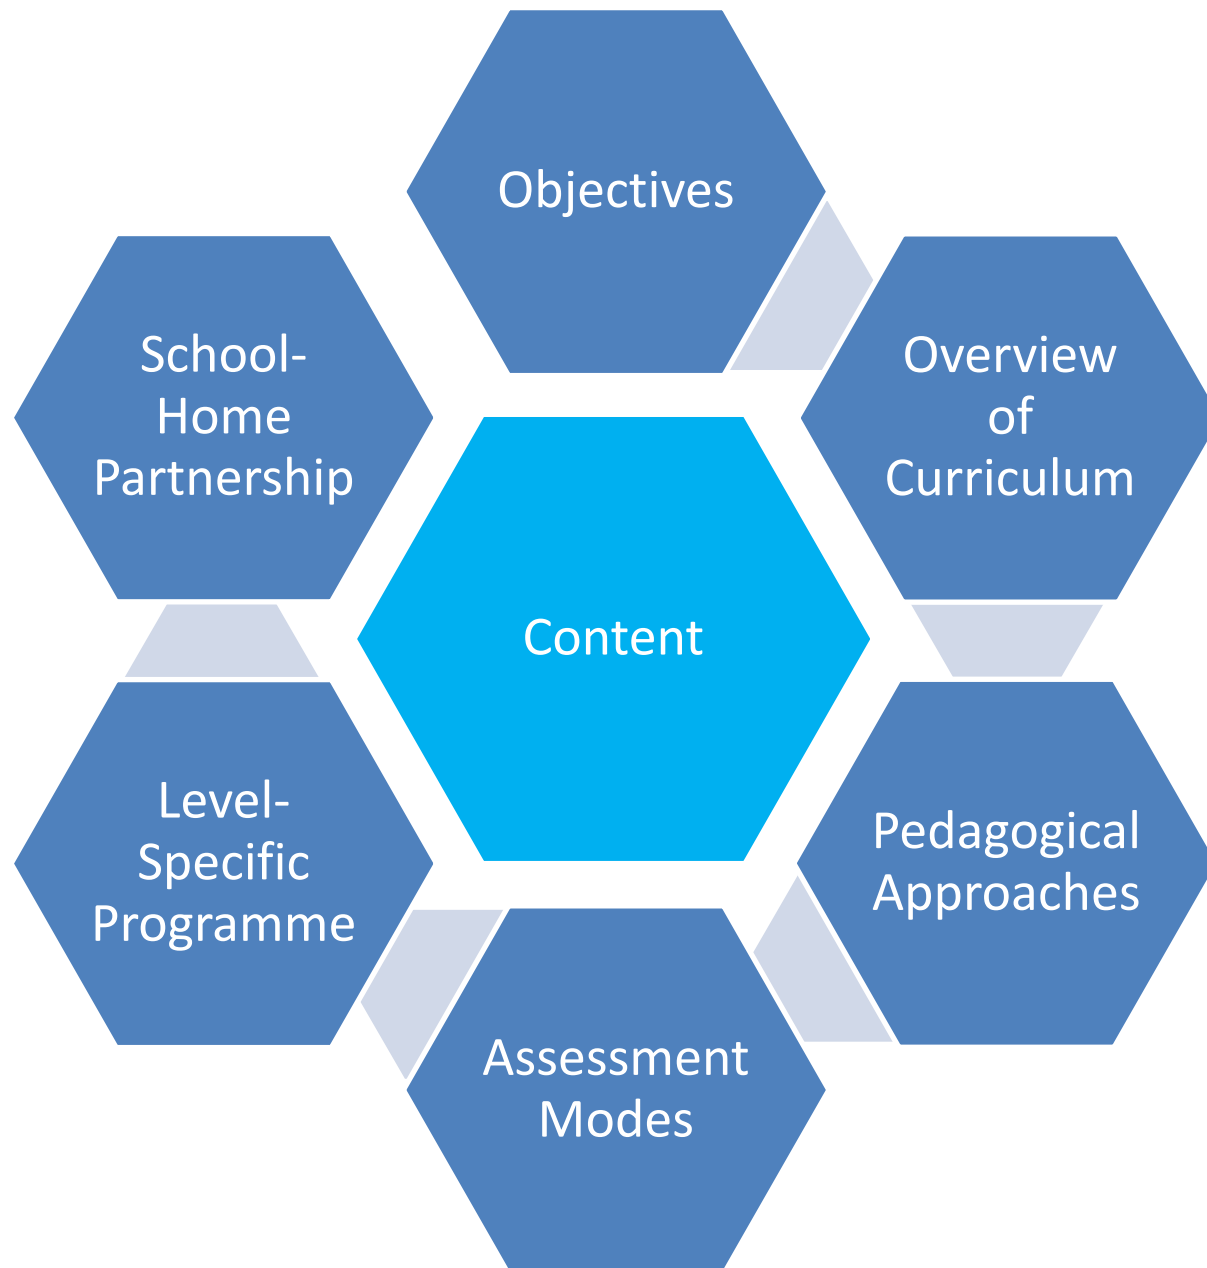 Objectives
Overview
of
Curriculum
Pedagogical
Approaches
Assessment
Modes
Level-
Specific
Programme
School-
Home
Partnership
Content